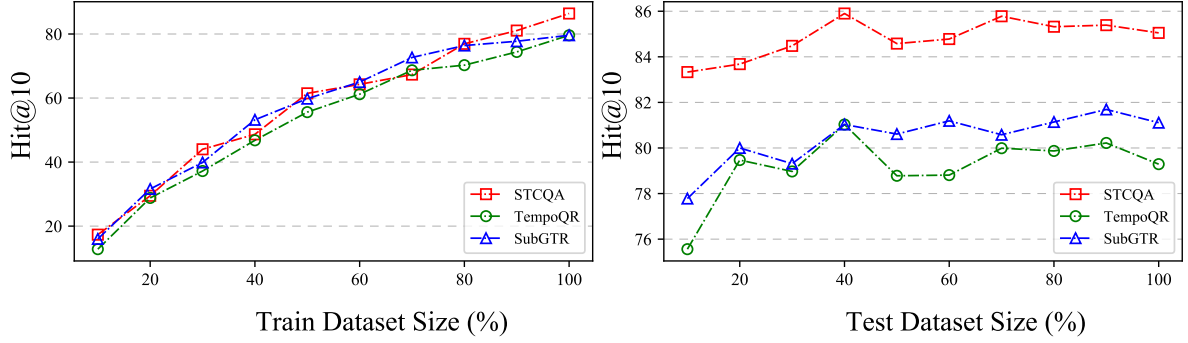 Hit@10
80
60
40
20
STCQA
TempoQR
SubGTR
20
40
60
80
100
Train Dataset Size (%)
Hit@10
86
84
82
80
78
76
STCQA
TempoQR
SubGTR
20
40
60
80
100
Test Dataset Size (%)